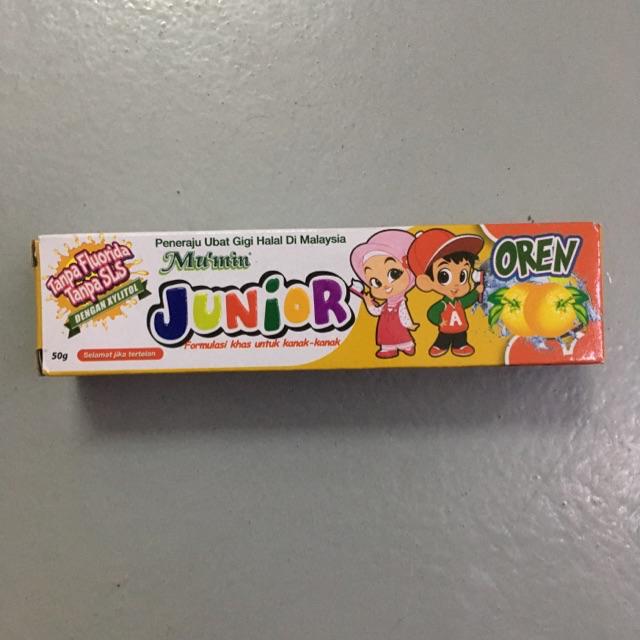 Tanpa Fluorida
Tanpa SLS
DENGAN XYLITOL
50g
Selamat jika tertelan
Peneraju Ubat Gigi Halal Di Malaysia
Mu'min
JUNIOR
Formulasi khas untuk kanak-kanak
A
OREN